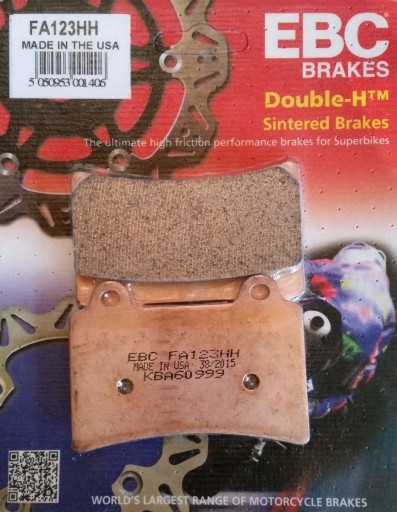 FA123HH
MADE IN THE USA
5 050953 001406
EBC
BRAKES
Double-H™
Sintered Brakes
The ultimate high friction performance brakes for Superbikes
EBC FA123HH
MADE IN USA 38/2015
KBA60999
WORLD'S LARGEST RANGE OF MOTORCYCLE BRAKES